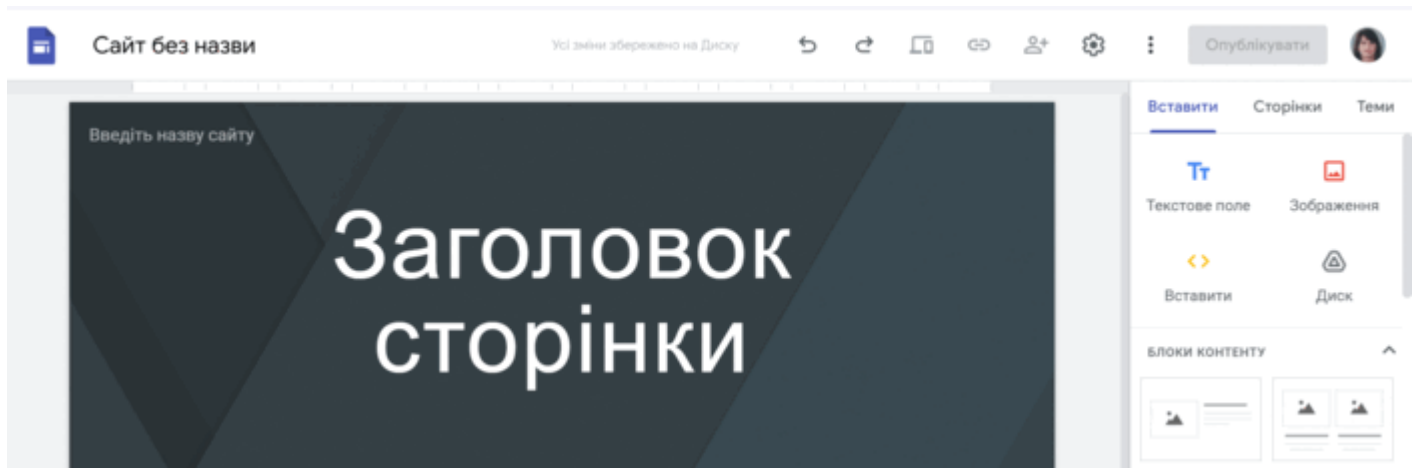 Сайт без назви
Усі зміни збережено на Диску
Опублікувати
Введіть назву сайту
Заголовок
сторінки
Вставити Сторінки Теми
Тт
Текстове поле Зображення
Вставити Диск
БЛОКИ КОНТЕНТУ